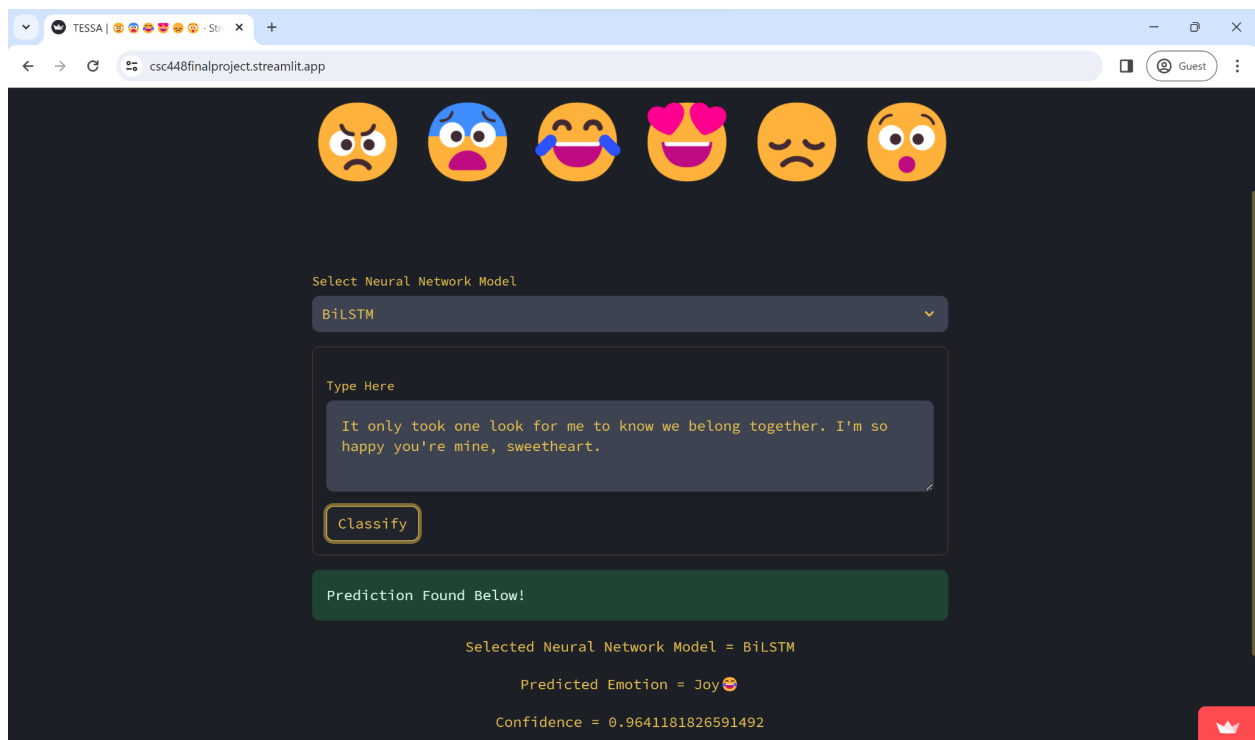 TESSA | 😠 😨 😂 😍 😞 😲 · Str
csc448finalproject.streamlit.app
Guest
Select Neural Network Model
BiLSTM
Type Here
It only took one look for me to know we belong together. I'm so
happy you're mine, sweetheart.
Classify
Prediction Found Below!
Selected Neural Network Model = BiLSTM
Predicted Emotion = Joy😂
Confidence = 0.9641181826591492